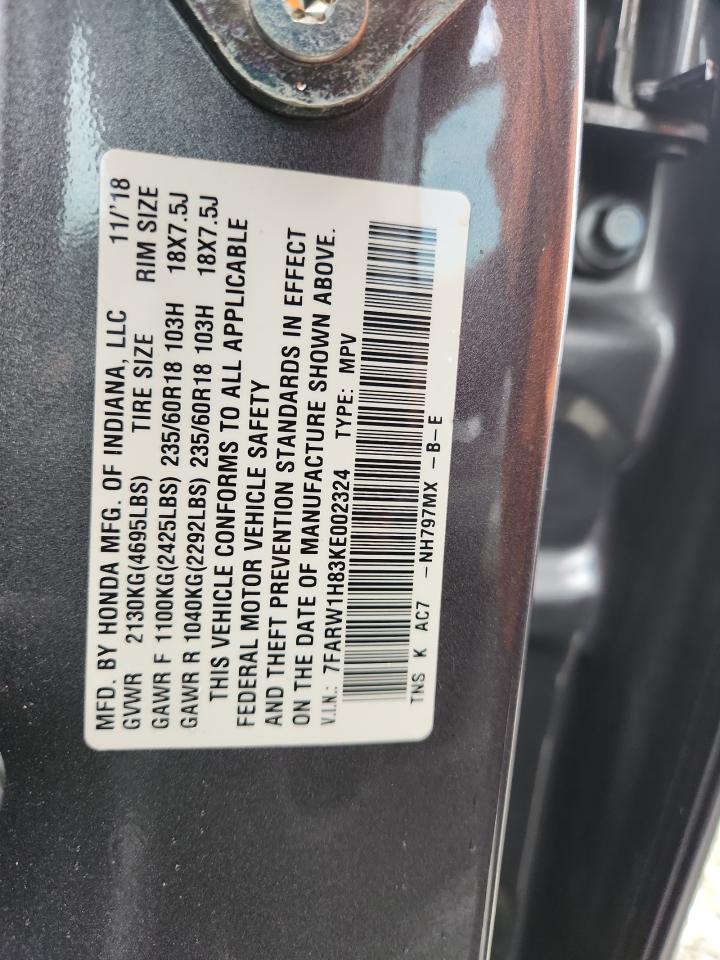 MFD. BY HONDA MFG. OF INDIANA, LLC 11/'18
GVWR 2130KG(4695LBS) TIRE SIZE RIM SIZE
GAWR F 1100KG(2425LBS) 235/60R18 103H 18X7.5J
GAWR R 1040KG(2292LBS) 235/60R18 103H 18X7.5J
THIS VEHICLE CONFORMS TO ALL APPLICABLE
FEDERAL MOTOR VEHICLE SAFETY
AND THEFT PREVENTION STANDARDS IN EFFECT
ON THE DATE OF MANUFACTURE SHOWN ABOVE.
V.I.N.: 7FARW1H83KE002324 TYPE: MPV
TNS K AC7 -NH797MX -B-E